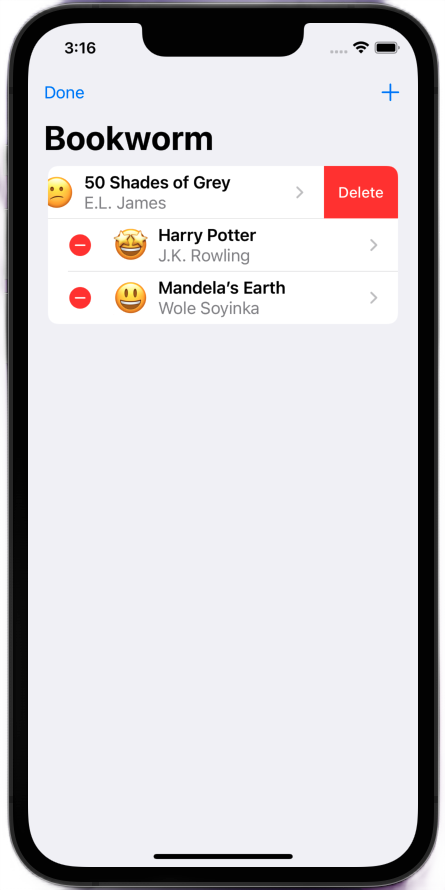 3:16
Done
Bookworm
50 Shades of Grey
E.L. James
Delete
Harry Potter
J.K. Rowling
Mandela’s Earth
Wole Soyinka